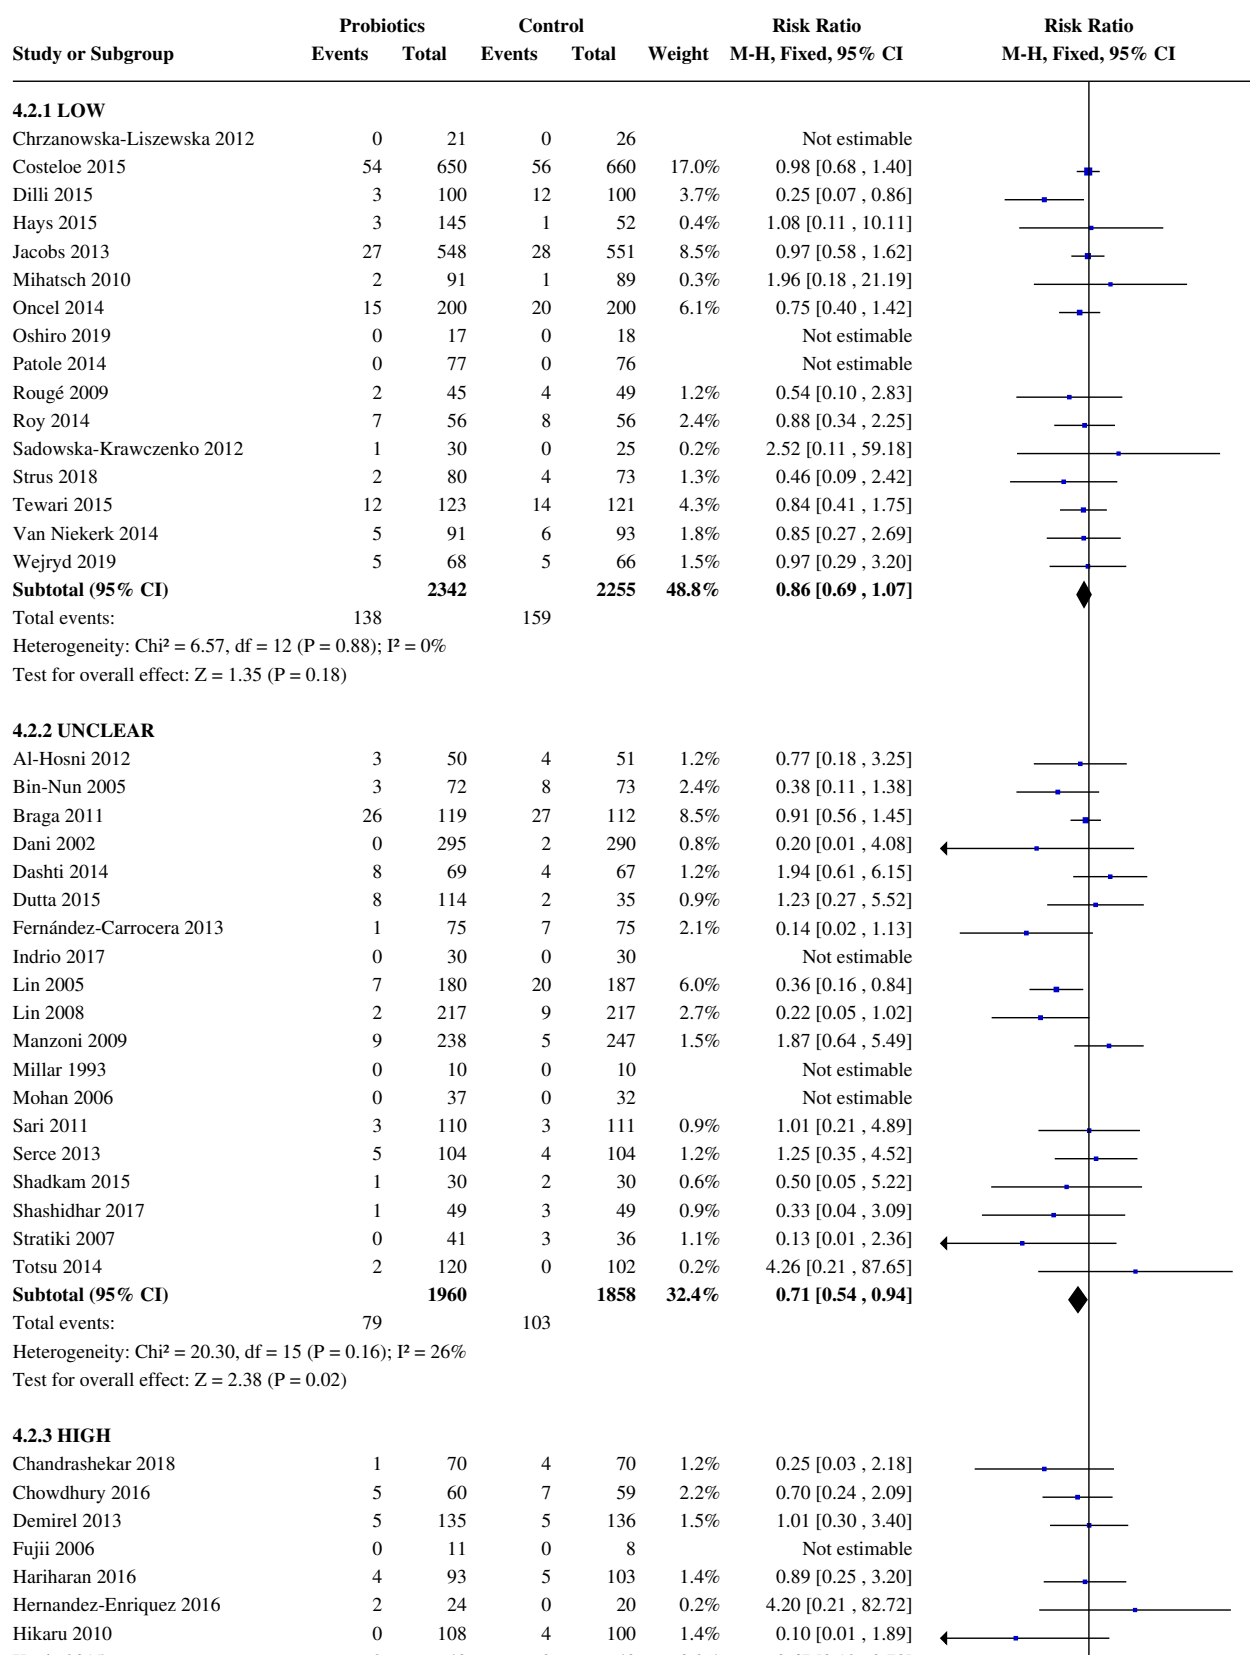 Probiotics Control Risk Ratio Risk Ratio
Study or Subgroup Events Total Events Total Weight M-H, Fixed, 95% CI M-H, Fixed, 95% CI
4.2.1 LOW
Chrzanowska-Liszewska 2012 0 21 0 26 Not estimable
Costeloe 2015 54 650 56 660 17.0% 0.98 [0.68 , 1.40]
Dilli 2015 3 100 12 100 3.7% 0.25 [0.07 , 0.86]
Hays 2015 3 145 1 52 0.4% 1.08 [0.11 , 10.11]
Jacobs 2013 27 548 28 551 8.5% 0.97 [0.58 , 1.62]
Mihatsch 2010 2 91 1 89 0.3% 1.96 [0.18 , 21.19]
Oncel 2014 15 200 20 200 6.1% 0.75 [0.40 , 1.42]
Oshiro 2019 0 17 0 18 Not estimable
Patole 2014 0 77 0 76 Not estimable
Rougé 2009 2 45 4 49 1.2% 0.54 [0.10 , 2.83]
Roy 2014 7 56 8 56 2.4% 0.88 [0.34 , 2.25]
Sadowska-Krawczenko 2012 1 30 0 25 0.2% 2.52 [0.11 , 59.18]
Strus 2018 2 80 4 73 1.3% 0.46 [0.09 , 2.42]
Tewari 2015 12 123 14 121 4.3% 0.84 [0.41 , 1.75]
Van Niekerk 2014 5 91 6 93 1.8% 0.85 [0.27 , 2.69]
Wejryd 2019 5 68 5 66 1.5% 0.97 [0.29 , 3.20]
Subtotal (95% CI) 2342 2255 48.8% 0.86 [0.69 , 1.07]
Total events: 138 159
Heterogeneity: Chi² = 6.57, df = 12 (P = 0.88); I² = 0%
Test for overall effect: Z = 1.35 (P = 0.18)
4.2.2 UNCLEAR
Al-Hosni 2012 3 50 4 51 1.2% 0.77 [0.18 , 3.25]
Bin-Nun 2005 3 72 8 73 2.4% 0.38 [0.11 , 1.38]
Braga 2011 26 119 27 112 8.5% 0.91 [0.56 , 1.45]
Dani 2002 0 295 2 290 0.8% 0.20 [0.01 , 4.08]
Dashti 2014 8 69 4 67 1.2% 1.94 [0.61 , 6.15]
Dutta 2015 8 114 2 35 0.9% 1.23 [0.27 , 5.52]
Fernández-Carrocera 2013 1 75 7 75 2.1% 0.14 [0.02 , 1.13]
Indrio 2017 0 30 0 30 Not estimable
Lin 2005 7 180 20 187 6.0% 0.36 [0.16 , 0.84]
Lin 2008 2 217 9 217 2.7% 0.22 [0.05 , 1.02]
Manzoni 2009 9 238 5 247 1.5% 1.87 [0.64 , 5.49]
Millar 1993 0 10 0 10 Not estimable
Mohan 2006 0 37 0 32 Not estimable
Sari 2011 3 110 3 111 0.9% 1.01 [0.21 , 4.89]
Serce 2013 5 104 4 104 1.2% 1.25 [0.35 , 4.52]
Shadkam 2015 1 30 2 30 0.6% 0.50 [0.05 , 5.22]
Shashidhar 2017 1 49 3 49 0.9% 0.33 [0.04 , 3.09]
Stratiki 2007 0 41 3 36 1.1% 0.13 [0.01 , 2.36]
Totsu 2014 2 120 0 102 0.2% 4.26 [0.21 , 87.65]
Subtotal (95% CI) 1960 1858 32.4% 0.71 [0.54 , 0.94]
Total events: 79 103
Heterogeneity: Chi² = 20.30, df = 15 (P = 0.16); I² = 26%
Test for overall effect: Z = 2.38 (P = 0.02)
4.2.3 HIGH
Chandrashekar 2018 1 70 4 70 1.2% 0.25 [0.03 , 2.18]
Chowdhury 2016 5 60 7 59 2.2% 0.70 [0.24 , 2.09]
Demirel 2013 5 135 5 136 1.5% 1.01 [0.30 , 3.40]
Fujii 2006 0 11 0 8 Not estimable
Hariharan 2016 4 93 5 103 1.4% 0.89 [0.25 , 3.20]
Hernandez-Enriquez 2016 2 24 0 20 0.2% 4.20 [0.21 , 82.72]
Hikaru 2010 0 108 4 100 1.4% 0.10 [0.01 , 1.89]